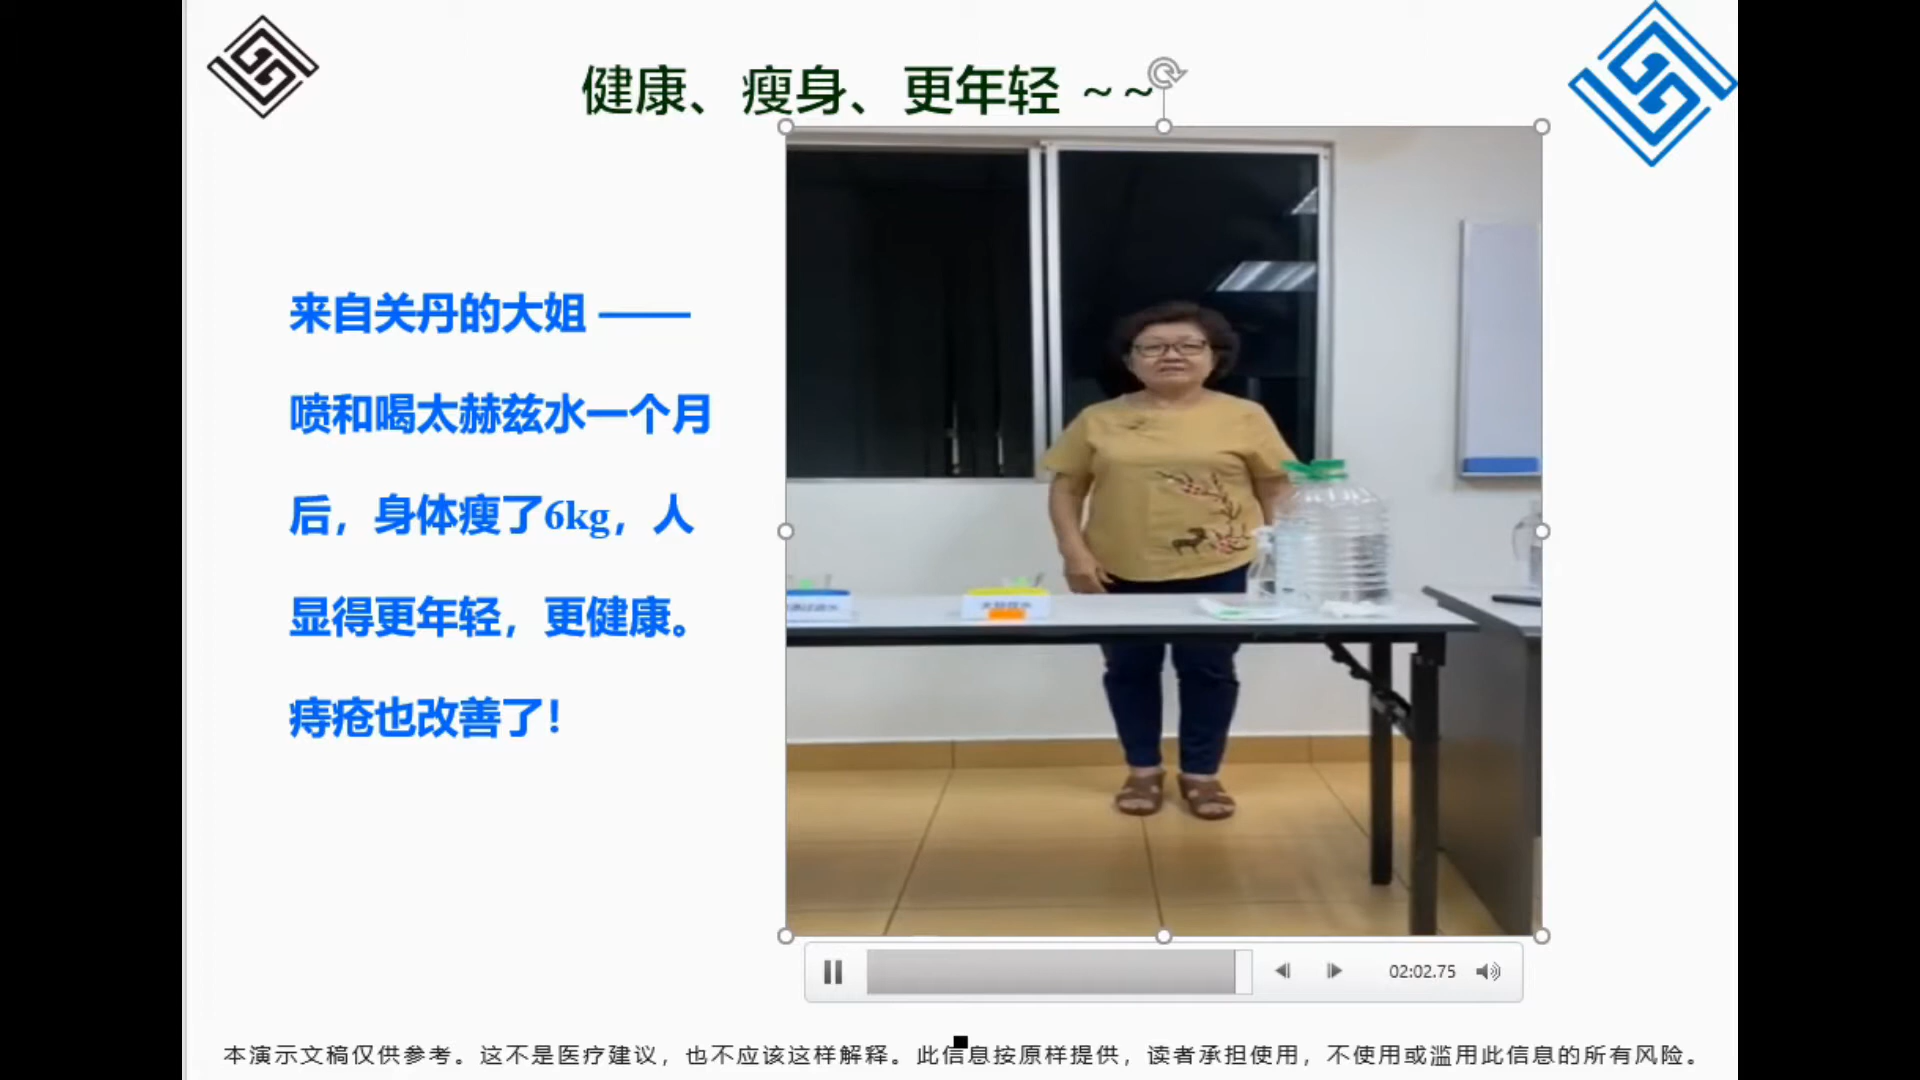 健康、瘦身、更年轻 ~~
来自关丹的大姐 ——
喷和喝太赫兹水一个月
后，身体瘦了6kg，人
显得更年轻，更健康。
痔疮也改善了！
02:02.75
本演示文稿仅供参考。这不是医疗建议，也不应该这样解释。此信息按原样提供，读者承担使用，不使用或滥用此信息的所有风险。